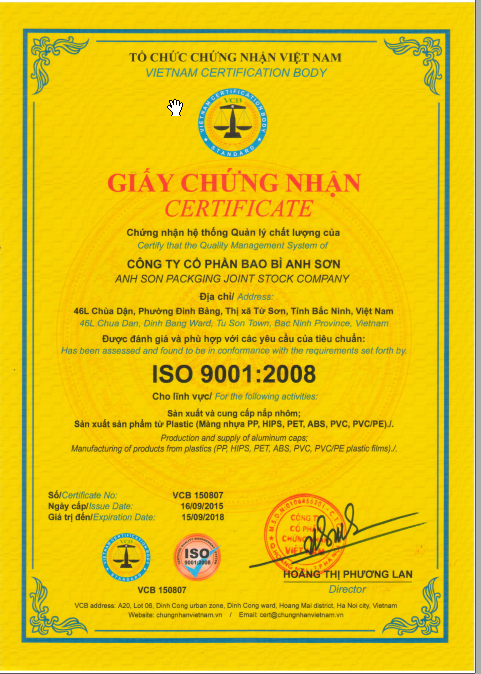 TỔ CHỨC CHỨNG NHẬN VIỆT NAM
VIETNAM CERTIFICATION BODY
VIETNAM CERTIFICATION BODY
VCB
STANDARD
GIẤY CHỨNG NHẬN
CERTIFICATE
Chứng nhận hệ thống Quản lý chất lượng của
Certify that the Quality Management System of
CÔNG TY CỔ PHẦN BAO BÌ ANH SƠN
ANH SON PACKGING JOINT STOCK COMPANY
Địa chỉ/ Address:
46L Chùa Dận, Phường Đình Bảng, Thị xã Từ Sơn, Tỉnh Bắc Ninh, Việt Nam
46L Chua Dan, Dinh Bang Ward, Tu Son Town, Bac Ninh Province, Vietnam
Được đánh giá và phù hợp với các yêu cầu của tiêu chuẩn:
Has been assessed and found to be in conformance with the requirements set forth by.
ISO 9001:2008
Cho lĩnh vực/ For the following activities:
Sản xuất và cung cấp nắp nhôm;
Sản xuất sản phẩm từ Plastic (Màng nhựa PP, HIPS, PET, ABS, PVC, PVC/PE)./.
Production and supply of aluminum caps;
Manufacturing of products from plastics (PP, HIPS, PET, ABS, PVC, PVC/PE plastic films)./.
Số/Certificate No: VCB 150807
Ngày cấp/Issue Date: 16/09/2015
Giá trị đến/Expiration Date: 15/09/2018
CÔNG TY
CỔ PHẦN
CHỨNG NHẬN
VIỆT NAM
ISO
9001:2008
VCB 150807
HOÀNG THỊ PHƯƠNG LAN
Director
VCB address: A20, Lot 06, Dinh Cong urban zone, Dinh Cong ward, Hoang Mai district, Ha Noi city, Vietnam
Website: chungnhanvietnam.vn / Email: cert@chungnhanvietnam.vn